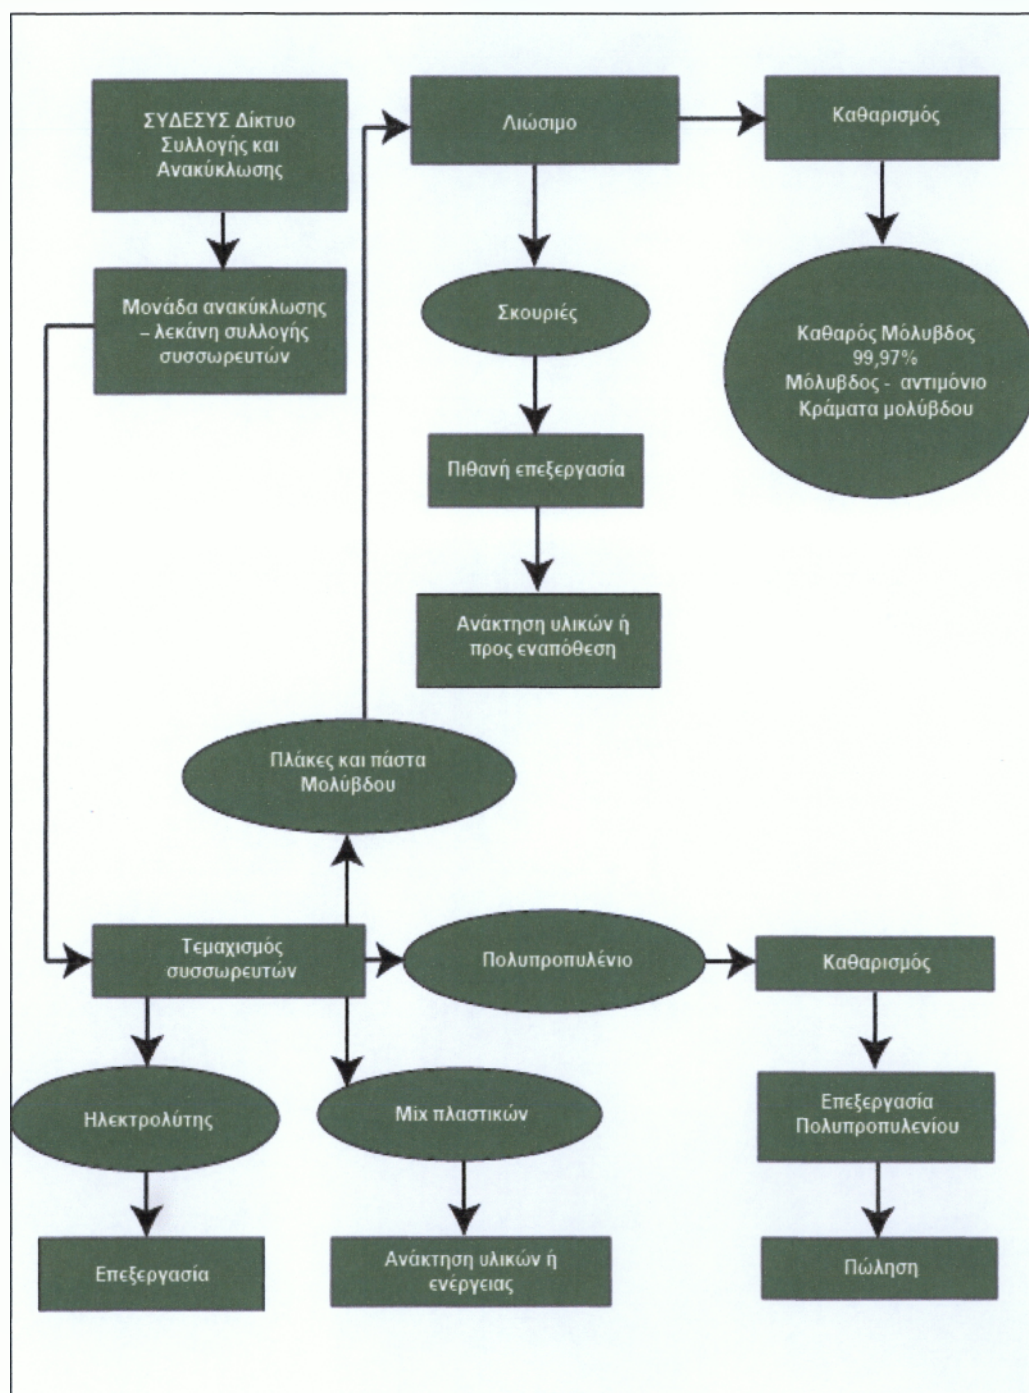 ΣΥΔΕΣΥΣ Δίκτυο
Συλλογής και
Ανακύκλωσης
Λιώσιμο
Καθαρισμός
Μονάδα ανακύκλωσης
– λεκάνη συλλογής
συσσωρευτών
Σκουριές
Καθαρός Μόλυβδος
99,97%
Μόλυβδος - αντιμόνιο
Κράματα μολύβδου
Πιθανή επεξεργασία
Ανάκτηση υλικών ή
προς εναπόθεση
Πλάκες και πάστα
Μολύβδου
Τεμαχισμός
συσσωρευτών
Πολυπροπυλένιο
Καθαρισμός
Ηλεκτρολύτης
Mix πλαστικών
Επεξεργασία
Πολυπροπυλενίου
Επεξεργασία
Ανάκτηση υλικών ή
ενέργειας
Πώληση